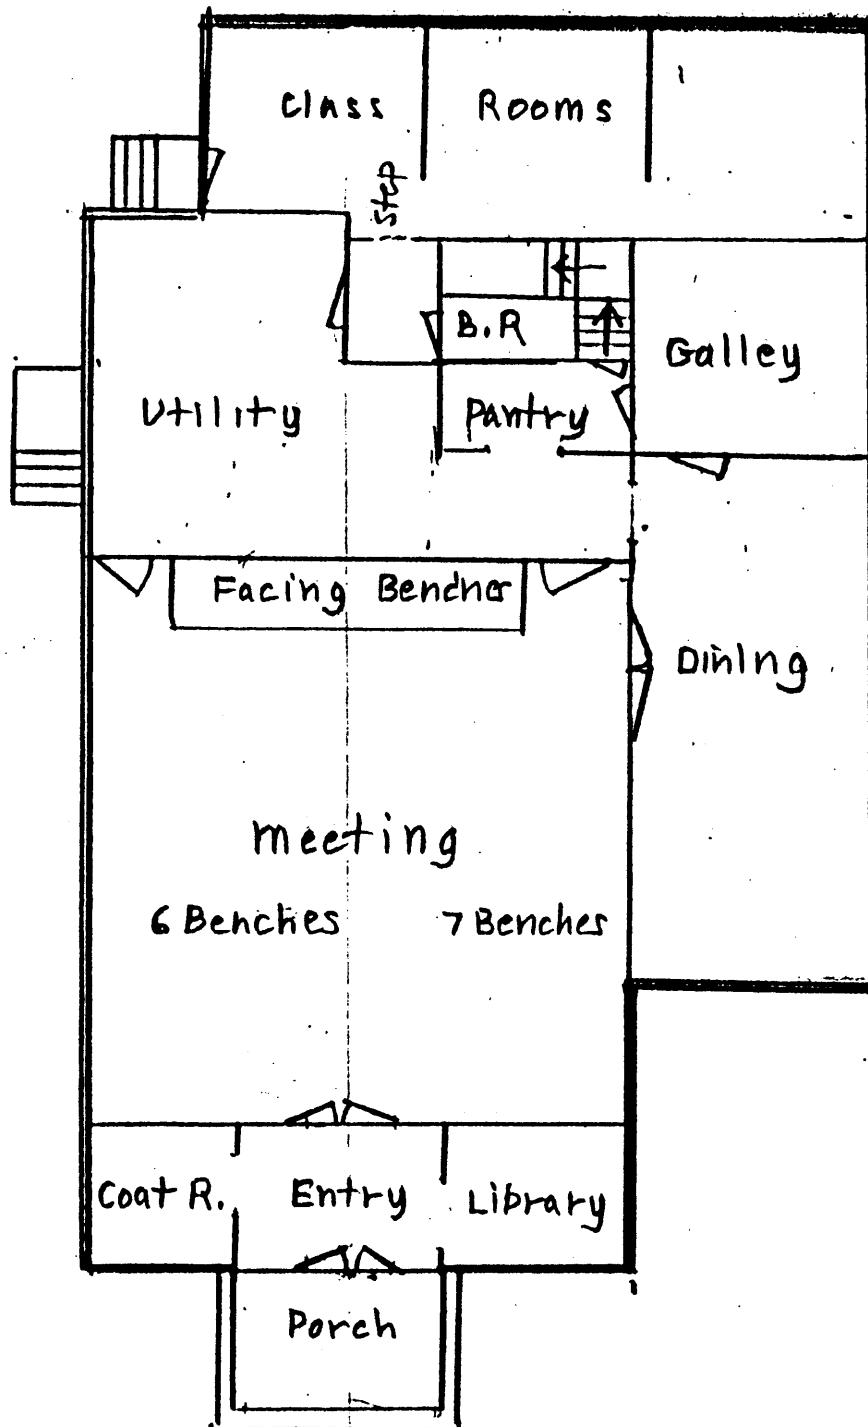 Class Rooms
Step
B.R
Galley
Utility
Pantry
Facing Bencher
Dining
meeting
6 Benches 7 Benches
Coat R. Entry Library
Porch